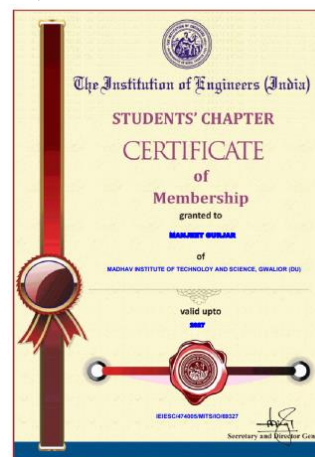 The Institution of Engineers (India)
STUDENTS' CHAPTER
CERTIFICATE
of
Membership
granted to
MANJEET GURJAR
of
MADHAV INSTITUTE OF TECHNOLOY AND SCIENCE, GWALIOR (DU)
valid upto
2027
IEIESC/474005/MITS/IO/89327
Secretary and Director Gen